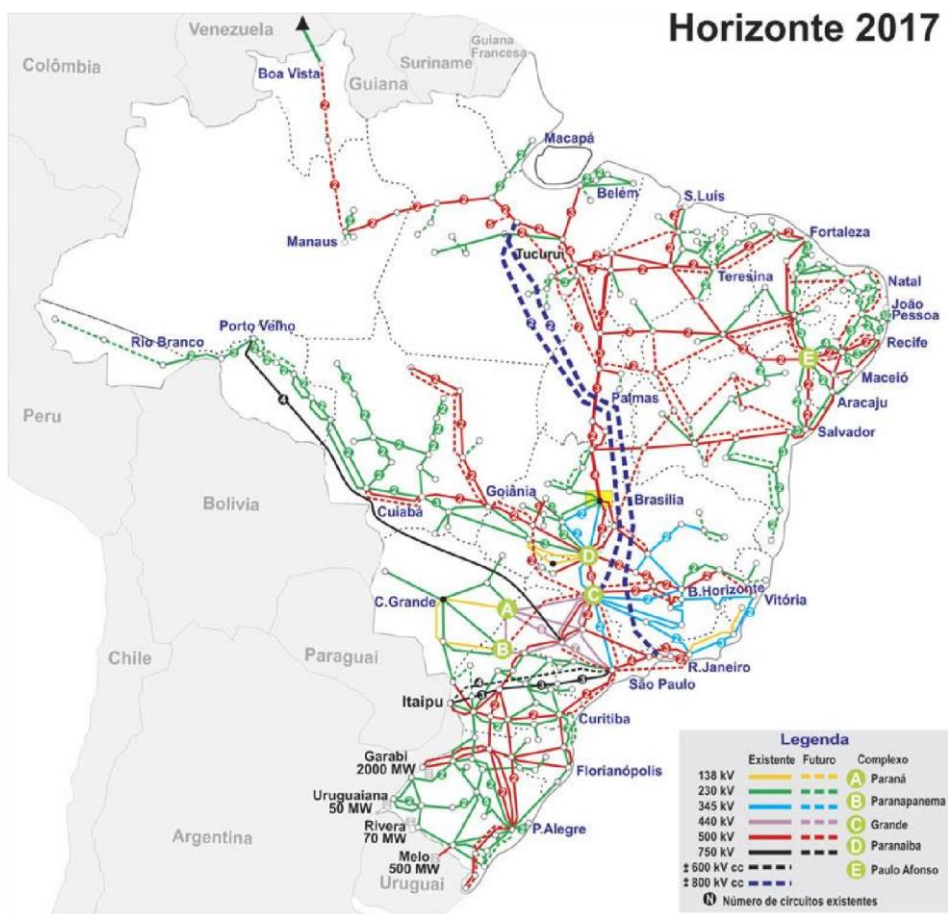 Horizonte 2017
Venezuela
Guiana
Francesa
Colômbia
Suriname
Boa Vista
Guiana
Macapá
Belém
S.Luís
Fortaleza
Manaus
Tucuruí
Teresina
Natal
João
Pessoa
Porto Velho
Rio Branco
Recife
E
Maceió
Peru
Palmas
Aracaju
Salvador
Bolivia
Goiânia
Brasília
Cuiabá
D
C.Grande
A
C
B.Horizonte
Vitória
Chile
B
Paraguai
R.Janeiro
São Paulo
Itaipu
Curitiba
Garabi
2000 MW
Florianópolis
Uruguaiana
50 MW
Rivera
70 MW
P.Alegre
Argentina
Melo
500 MW
Uruguai
Legenda
Existente Futuro Complexo
138 kV A Paraná
230 kV B Paranapanema
345 kV
440 kV C Grande
500 kV D Paranaiba
750 kV
±600 kV cc E Paulo Afonso
±800 kV cc
N Número de circuitos existentes